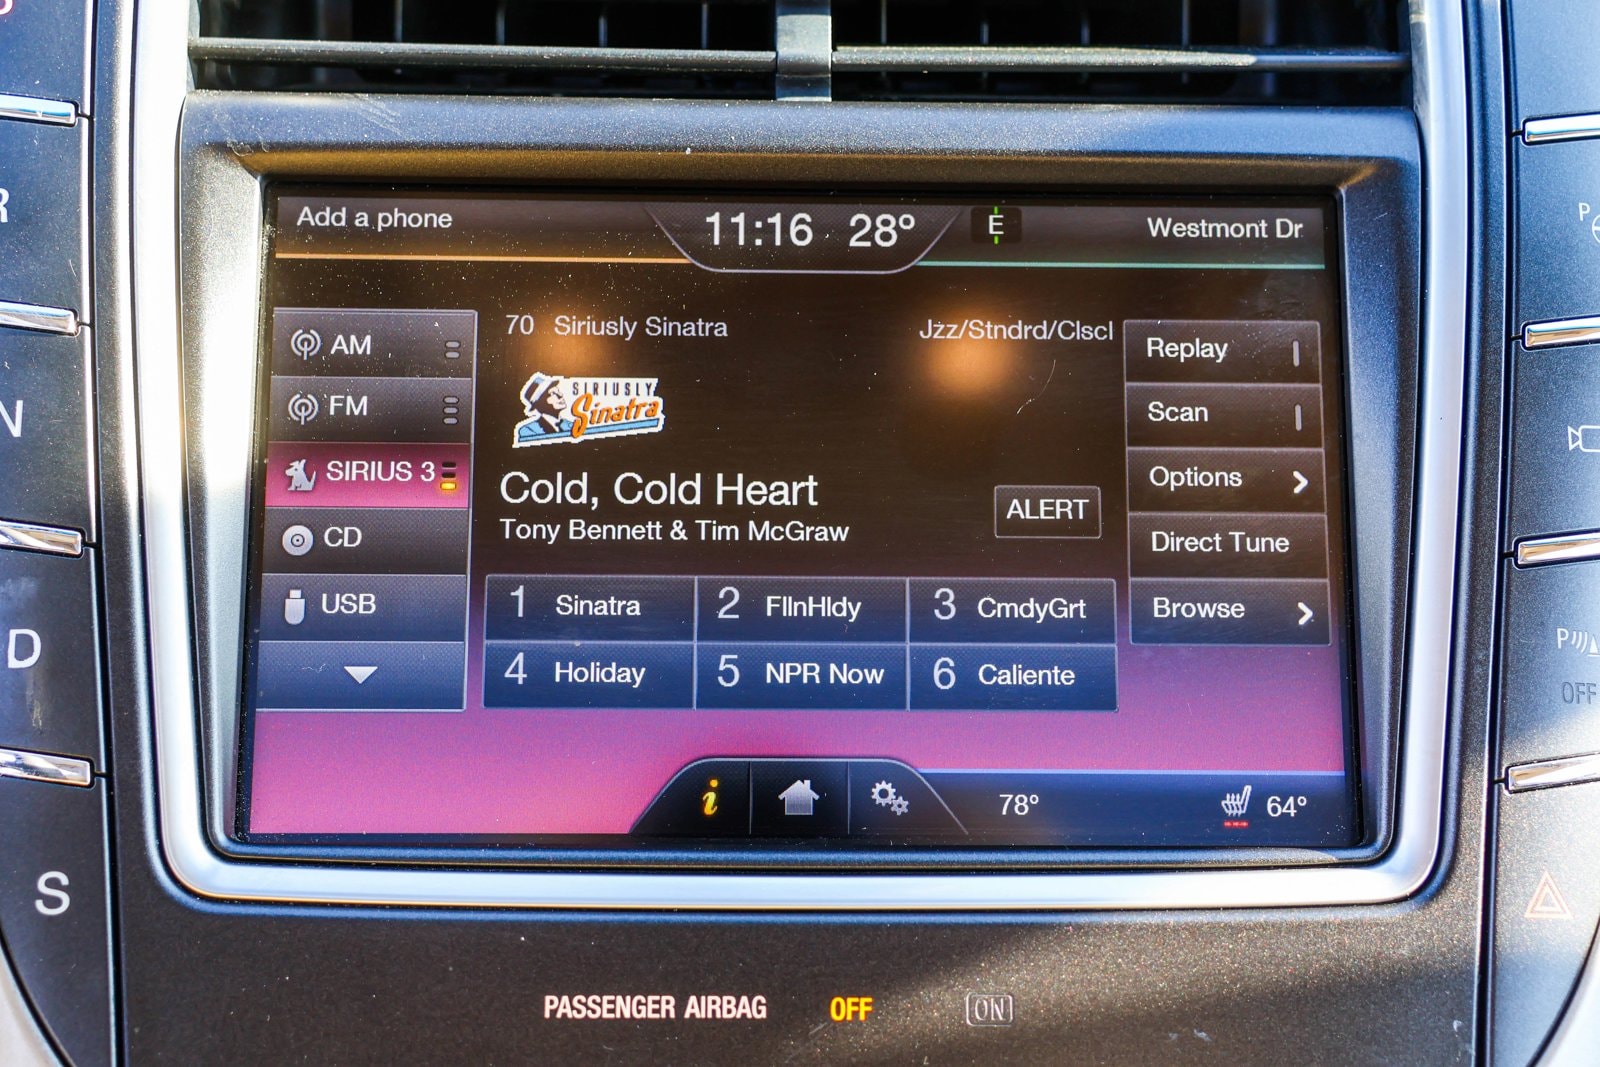 Add a phone
11:16 28°
E
Westmont Dr
AM
FM
SIRIUS 3
CD
USB
70 Siriusly Sinatra
Jzz/Stndrd/Clscl
SIRIUSLY
Sinatra
Cold, Cold Heart
Tony Bennett & Tim McGraw
ALERT
1 Sinatra
2 FllnHldy
3 CmdyGrt
4 Holiday
5 NPR Now
6 Caliente
Replay
Scan
Options
Direct Tune
Browse
i
78°
64°
PASSENGER AIRBAG OFF ON
R
N
D
S
P
P
OFF